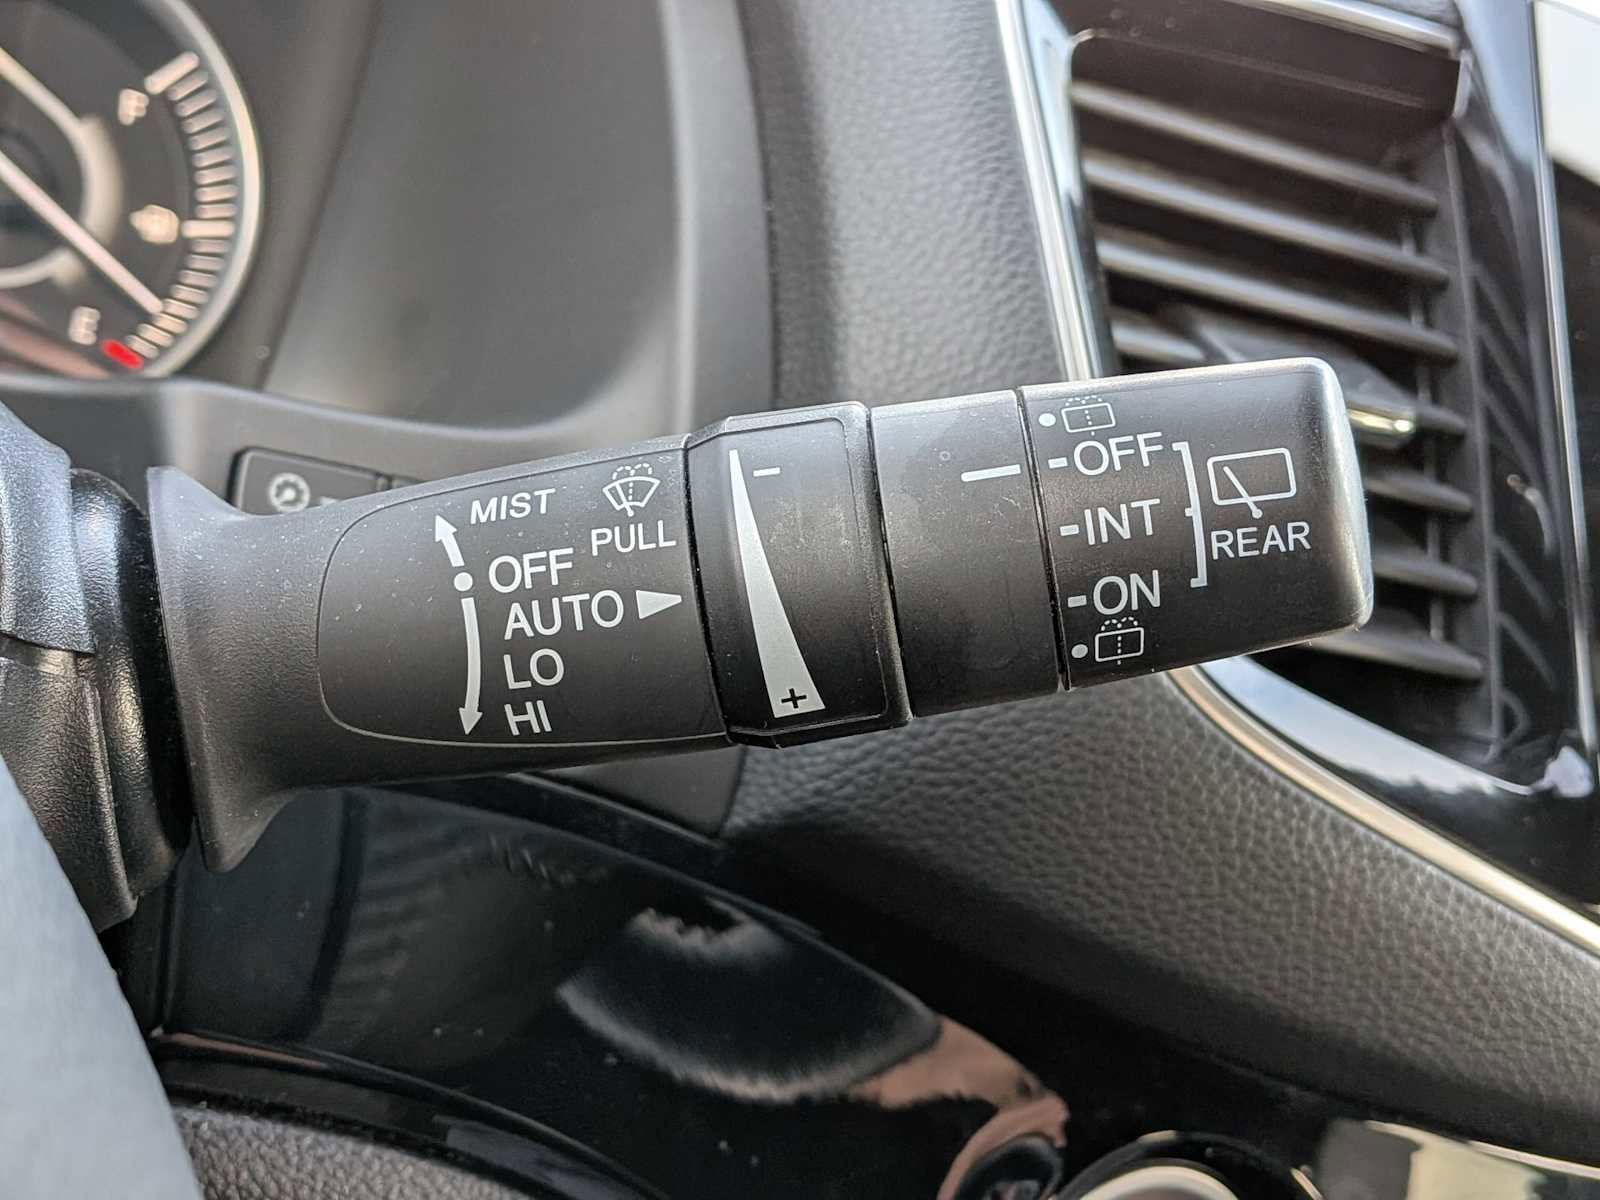 F
E
MIST
PULL
OFF
AUTO
LO
HI
-
+
OFF
INT
ON
REAR